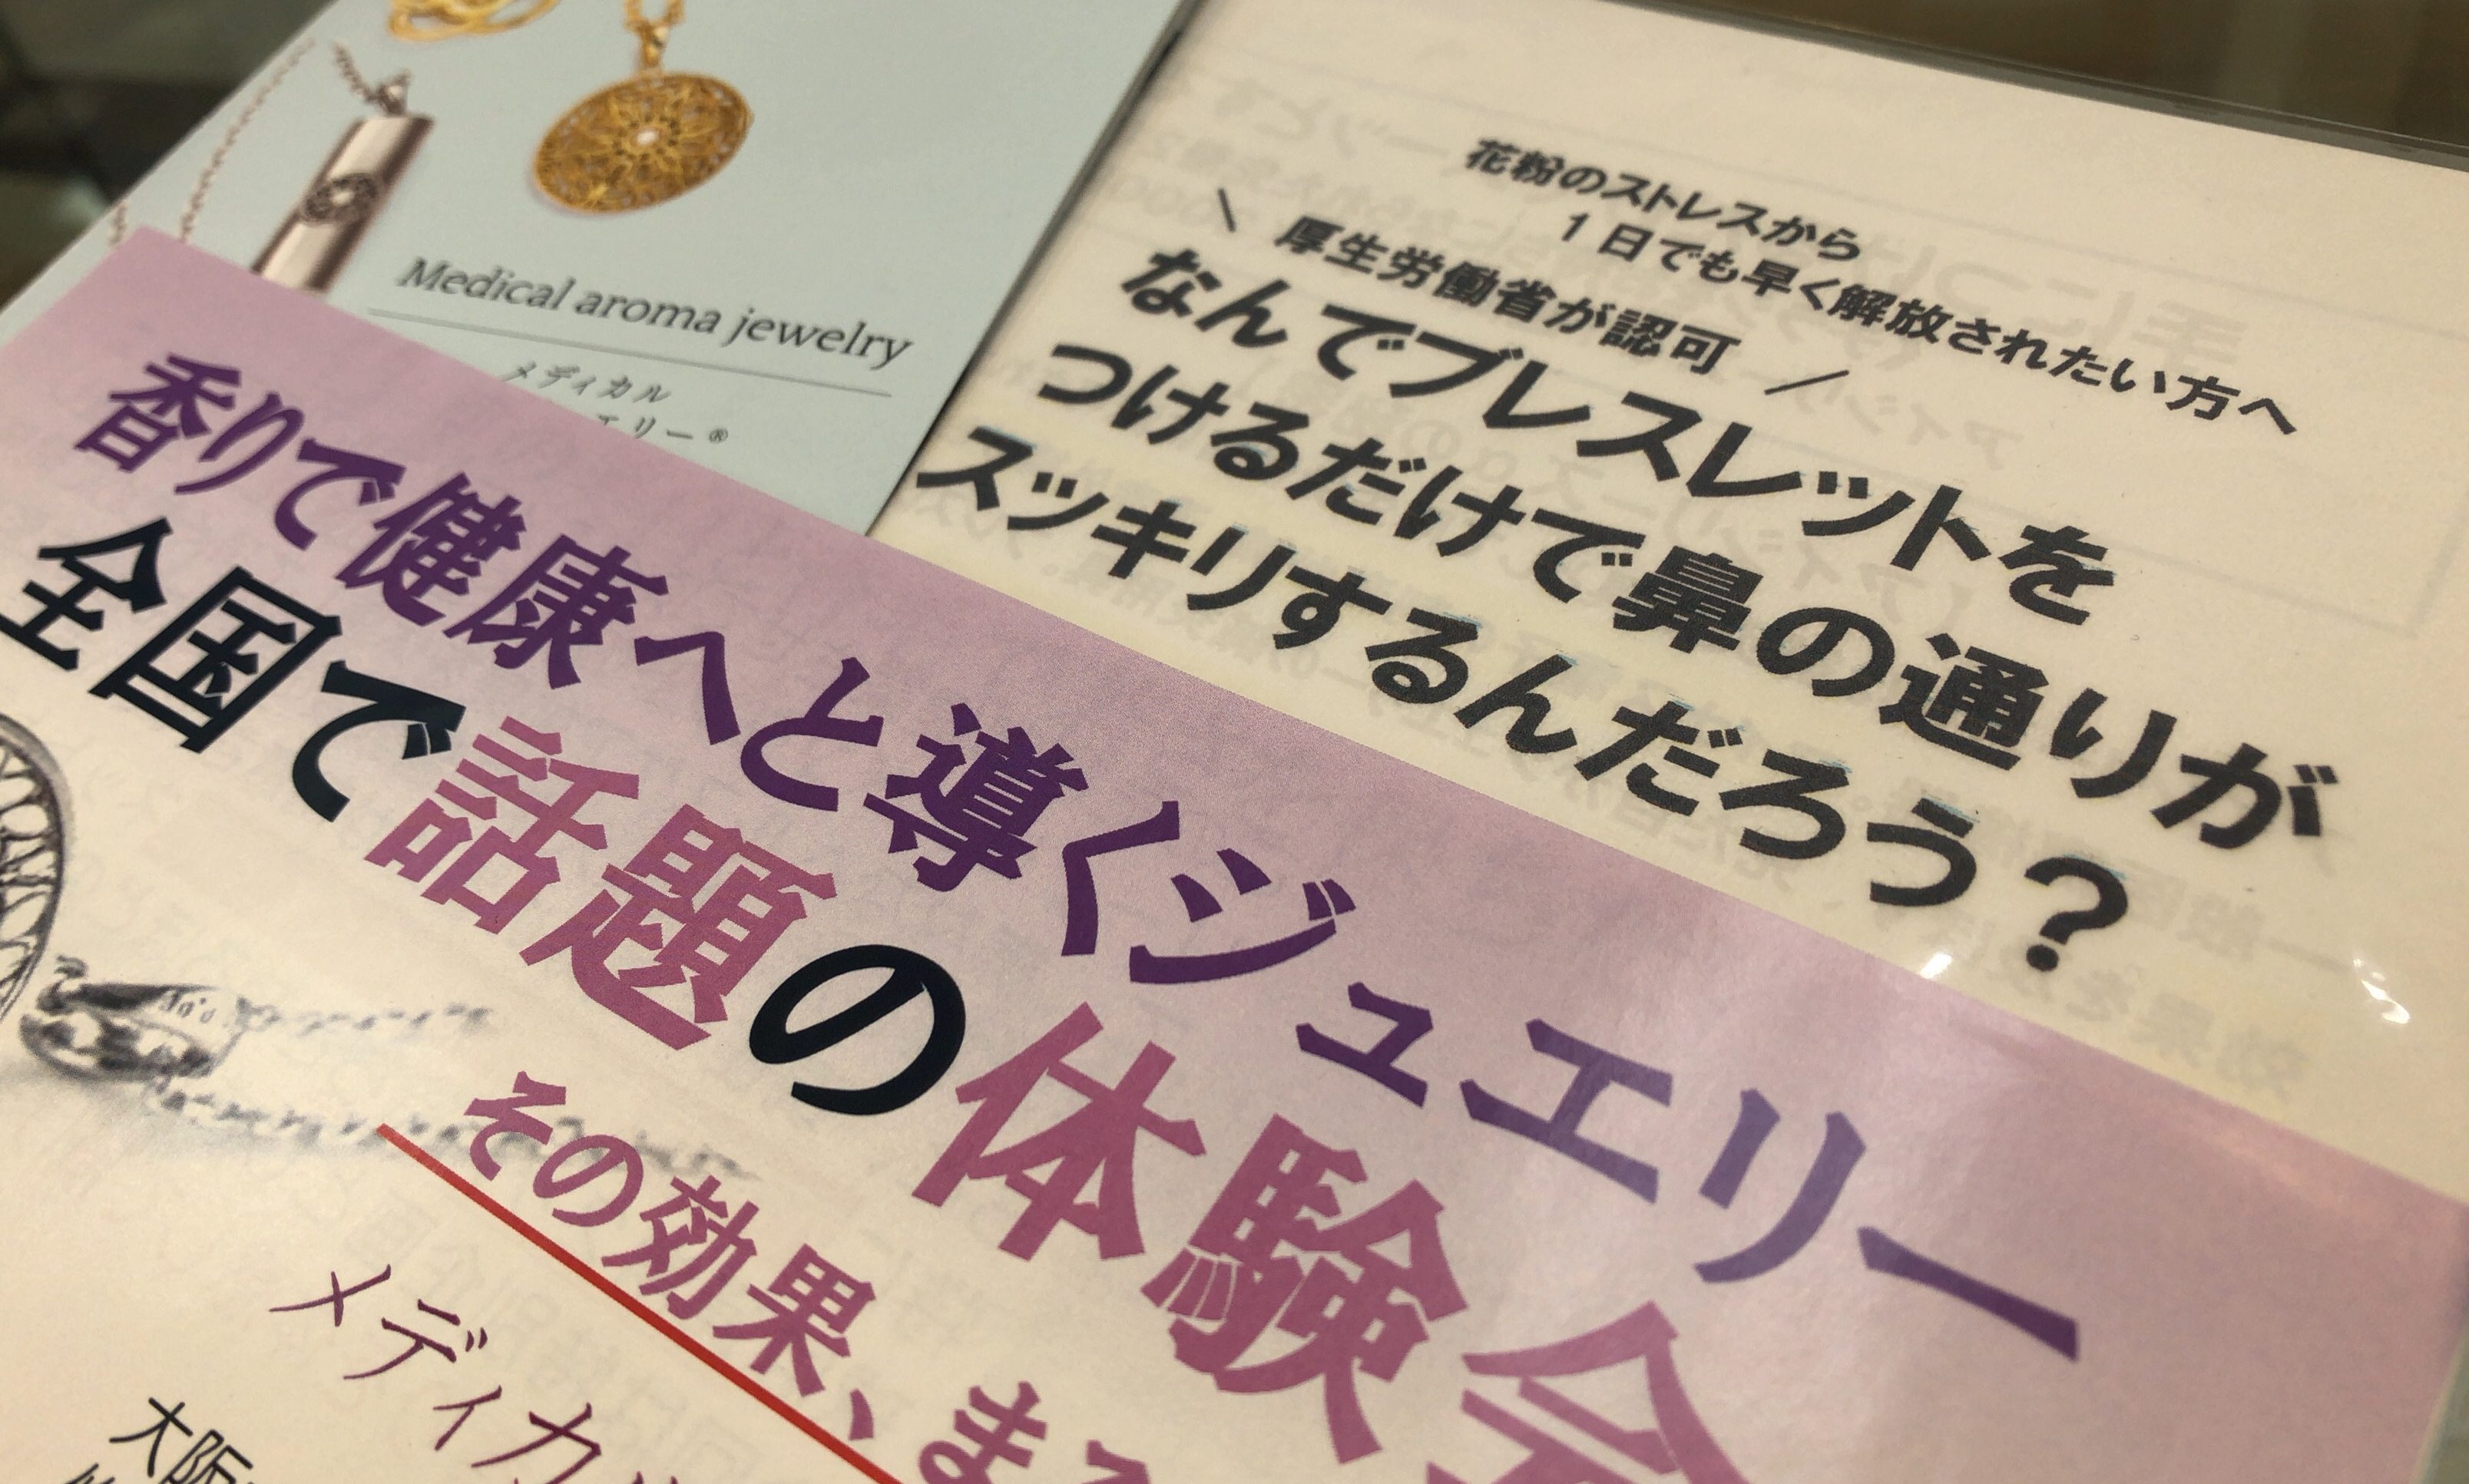 Medical aroma jewelry
メディカル
エリー®
花粉のストレスから
1日でも早く解放されたい方へ
\ 厚生労働省が認可 /
なんでブレスレットを
つけるだけで鼻の通りが
スッキリするんだろう?
香りで健康へと導くジュエリー
全国で話題の体験会
その効果、ま
メディカ
大阪